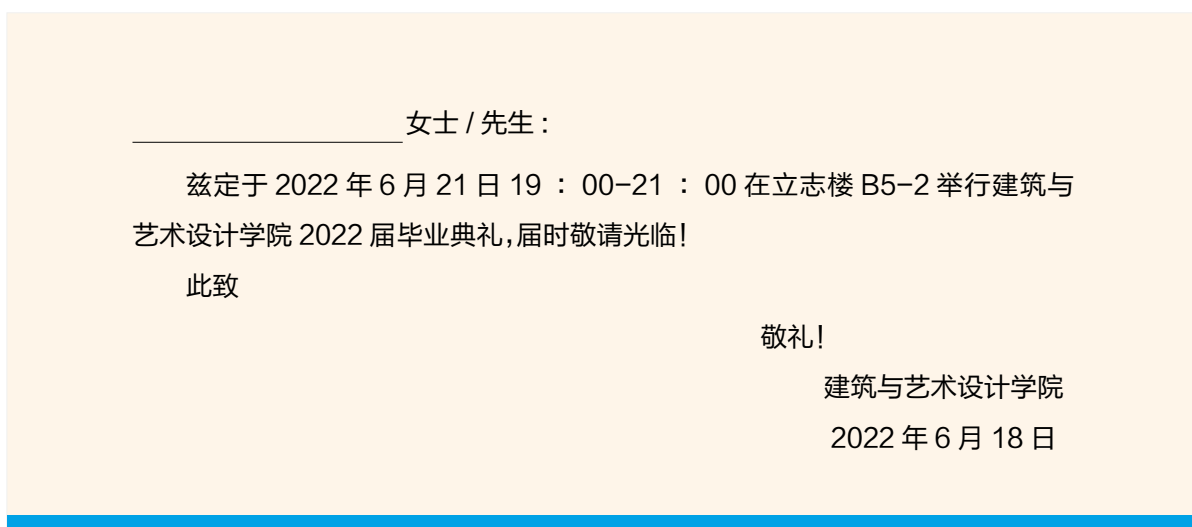 女士 / 先生：
兹定于 2022 年 6 月 21 日 19 ： 00-21 ： 00 在立志楼 B5-2 举行建筑与
艺术设计学院 2022 届毕业典礼，届时敬请光临！
此致
敬礼！
建筑与艺术设计学院
2022 年 6 月 18 日